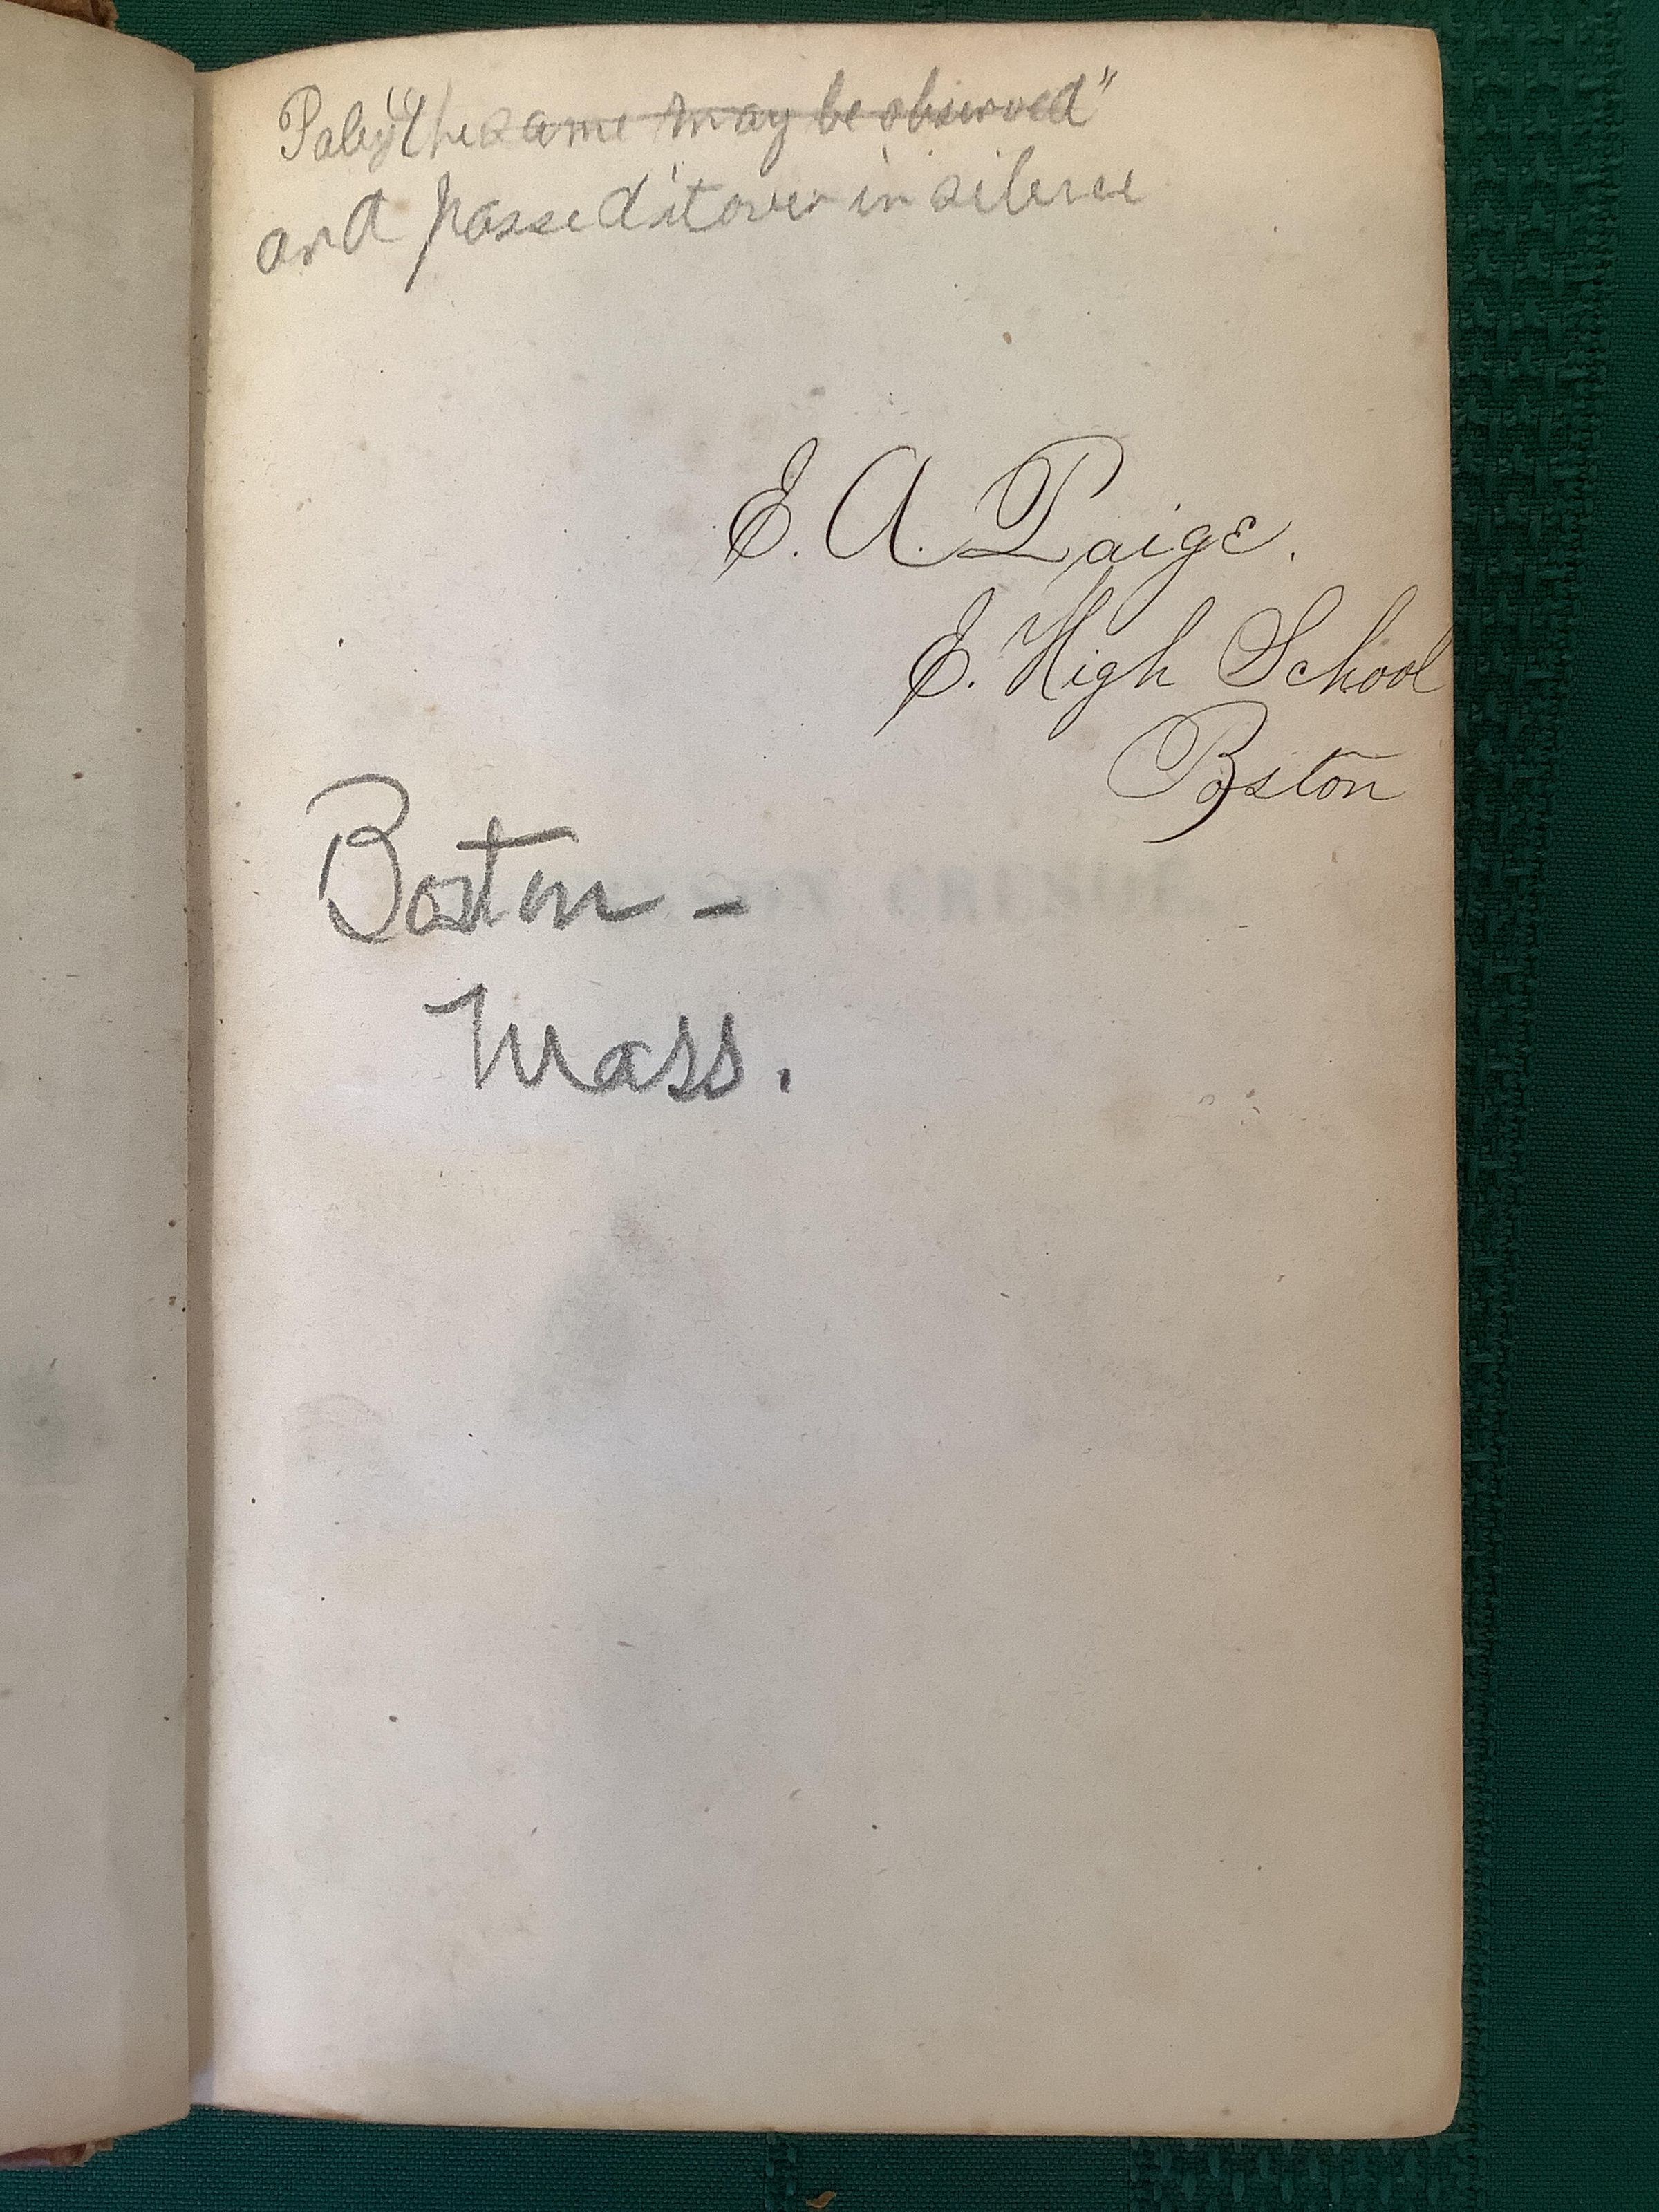 Paley "The same may be observed"
and passed it over in silence
E. A. Paige.
E. High School
Boston
Boston –
Mass.